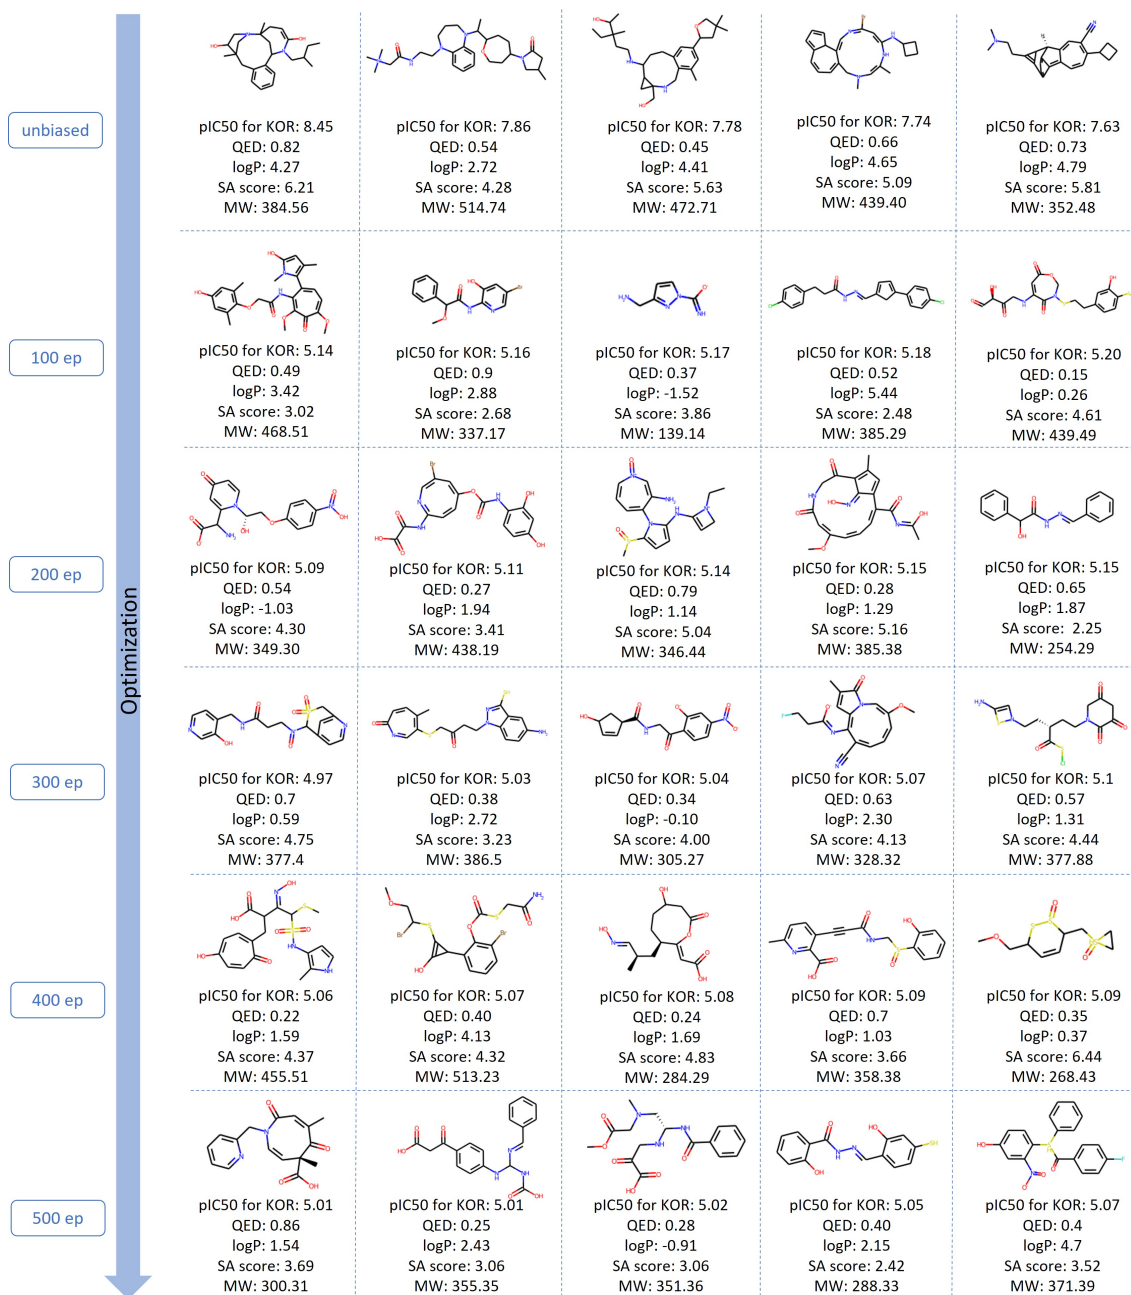 unbiased
pIC50 for KOR: 8.45
QED: 0.82
logP: 4.27
SA score: 6.21
MW: 384.56
pIC50 for KOR: 7.86
QED: 0.54
logP: 2.72
SA score: 4.28
MW: 514.74
pIC50 for KOR: 7.78
QED: 0.45
logP: 4.41
SA score: 5.63
MW: 472.71
pIC50 for KOR: 7.74
QED: 0.66
logP: 4.65
SA score: 5.09
MW: 439.40
pIC50 for KOR: 7.63
QED: 0.73
logP: 4.79
SA score: 5.81
MW: 352.48
100 ep
pIC50 for KOR: 5.14
QED: 0.49
logP: 3.42
SA score: 3.02
MW: 468.51
pIC50 for KOR: 5.16
QED: 0.9
logP: 2.88
SA score: 2.68
MW: 337.17
pIC50 for KOR: 5.17
QED: 0.37
logP: -1.52
SA score: 3.86
MW: 139.14
pIC50 for KOR: 5.18
QED: 0.52
logP: 5.44
SA score: 2.48
MW: 385.29
pIC50 for KOR: 5.20
QED: 0.15
logP: 0.26
SA score: 4.61
MW: 439.49
Optimization
200 ep
pIC50 for KOR: 5.09
QED: 0.54
logP: -1.03
SA score: 4.30
MW: 349.30
pIC50 for KOR: 5.11
QED: 0.27
logP: 1.94
SA score: 3.41
MW: 438.19
pIC50 for KOR: 5.14
QED: 0.79
logP: 1.14
SA score: 5.04
MW: 346.44
pIC50 for KOR: 5.15
QED: 0.28
logP: 1.29
SA score: 5.16
MW: 385.38
pIC50 for KOR: 5.15
QED: 0.65
logP: 1.87
SA score: 2.25
MW: 254.29
300 ep
pIC50 for KOR: 4.97
QED: 0.7
logP: 0.59
SA score: 4.75
MW: 377.4
pIC50 for KOR: 5.03
QED: 0.38
logP: 2.72
SA score: 3.23
MW: 386.5
pIC50 for KOR: 5.04
QED: 0.34
logP: -0.10
SA score: 4.00
MW: 305.27
pIC50 for KOR: 5.07
QED: 0.63
logP: 2.30
SA score: 4.13
MW: 328.32
pIC50 for KOR: 5.1
QED: 0.57
logP: 1.31
SA score: 4.44
MW: 377.88
400 ep
pIC50 for KOR: 5.06
QED: 0.22
logP: 1.59
SA score: 4.37
MW: 455.51
pIC50 for KOR: 5.07
QED: 0.40
logP: 4.13
SA score: 4.32
MW: 513.23
pIC50 for KOR: 5.08
QED: 0.24
logP: 1.69
SA score: 4.83
MW: 284.29
pIC50 for KOR: 5.09
QED: 0.7
logP: 1.03
SA score: 3.66
MW: 358.38
pIC50 for KOR: 5.09
QED: 0.35
logP: 0.37
SA score: 6.44
MW: 268.43
500 ep
pIC50 for KOR: 5.01
QED: 0.86
logP: 1.54
SA score: 3.69
MW: 300.31
pIC50 for KOR: 5.01
QED: 0.25
logP: 2.43
SA score: 3.06
MW: 355.35
pIC50 for KOR: 5.02
QED: 0.28
logP: -0.91
SA score: 3.06
MW: 351.36
pIC50 for KOR: 5.05
QED: 0.40
logP: 2.15
SA score: 2.42
MW: 288.33
pIC50 for KOR: 5.07
QED: 0.4
logP: 4.7
SA score: 3.52
MW: 371.39